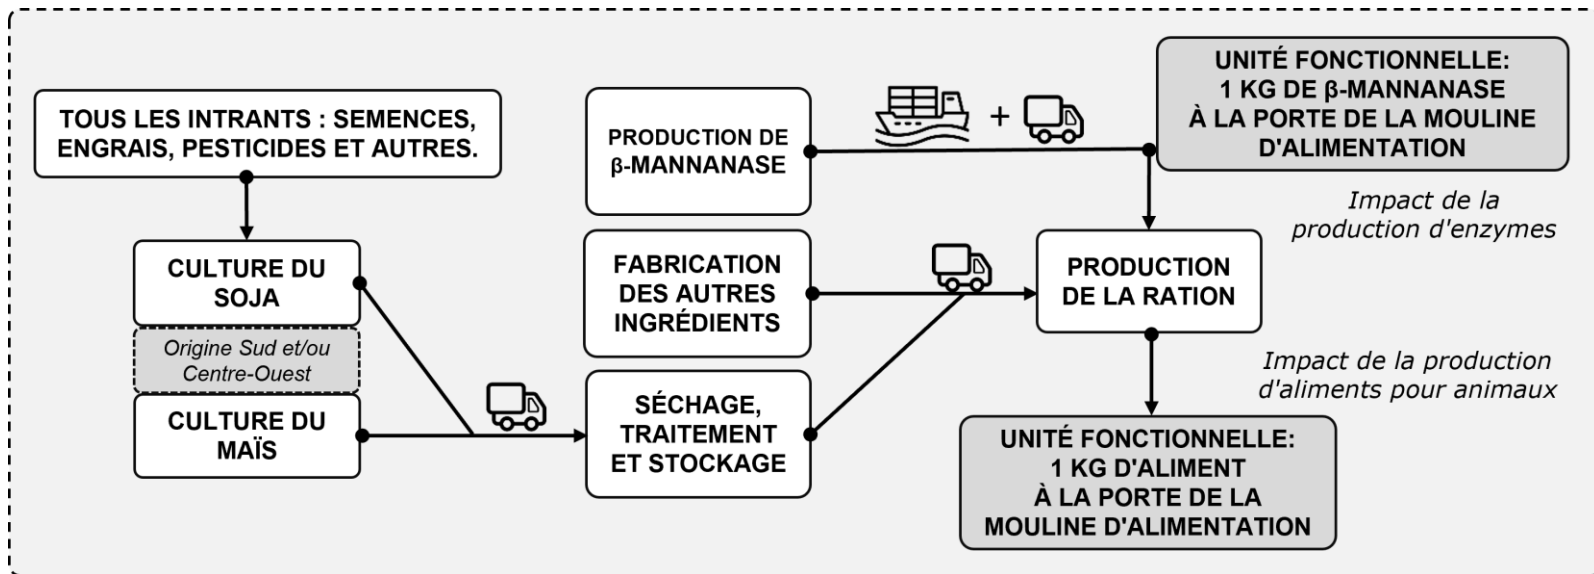 TOUS LES INTRANTS : SEMENCES,
ENGRAIS, PESTICIDES ET AUTRES.
CULTURE DU
SOJA
Origine Sud et/ou
Centre-Ouest
CULTURE DU
MAÏS
PRODUCTION DE
β-MANNANASE
+
FABRICATION
DES AUTRES
INGRÉDIENTS
SÉCHAGE,
TRAITEMENT
ET STOCKAGE
UNITÉ FONCTIONNELLE:
1 KG DE β-MANNANASE
À LA PORTE DE LA MOULINE
D'ALIMENTATION
Impact de la
production d'enzymes
PRODUCTION
DE LA RATION
Impact de la production
d'aliments pour animaux
UNITÉ FONCTIONNELLE:
1 KG D'ALIMENT
À LA PORTE DE LA
MOULINE D'ALIMENTATION